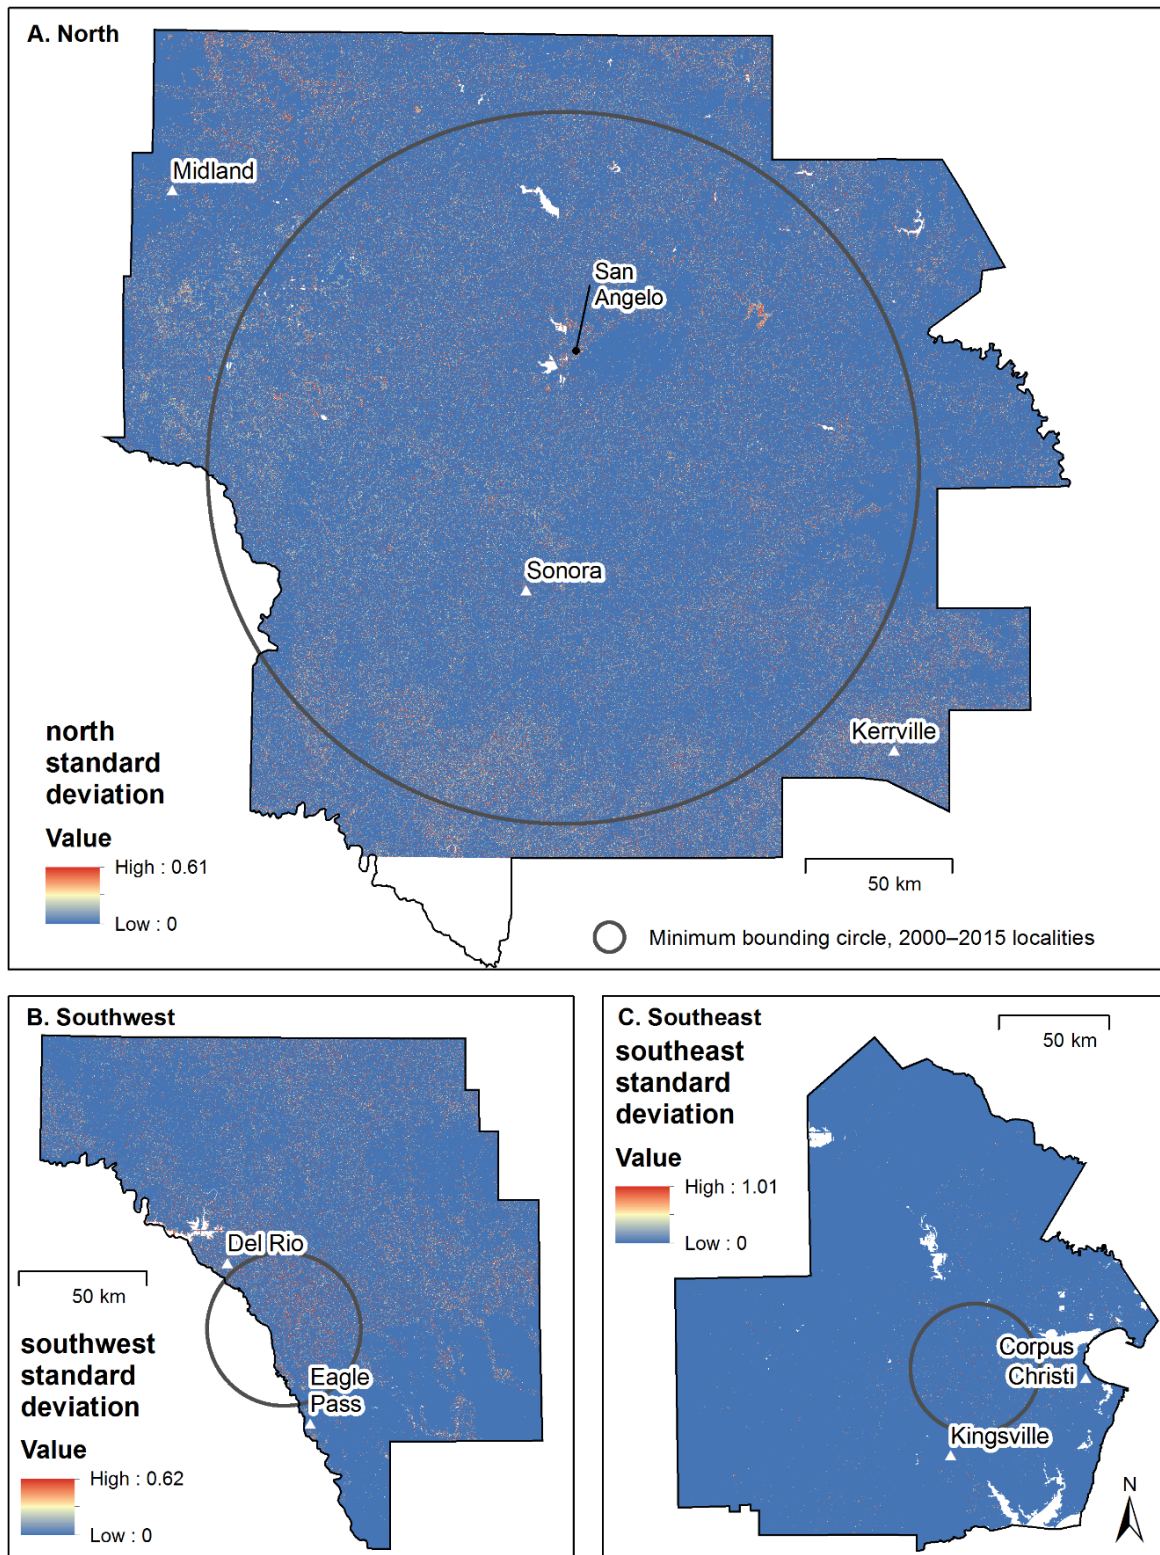 A. North
Midland
San
Angelo
Sonora
Kerrville
north
standard
deviation
Value
High : 0.61
Low : 0
50 km
Minimum bounding circle, 2000–2015 localities
B. Southwest
Del Rio
50 km
Eagle
Pass
southwest
standard
deviation
Value
High : 0.62
Low : 0
C. Southeast
50 km
southeast
standard
deviation
Value
High : 1.01
Low : 0
Corpus
Christi
Kingsville
N